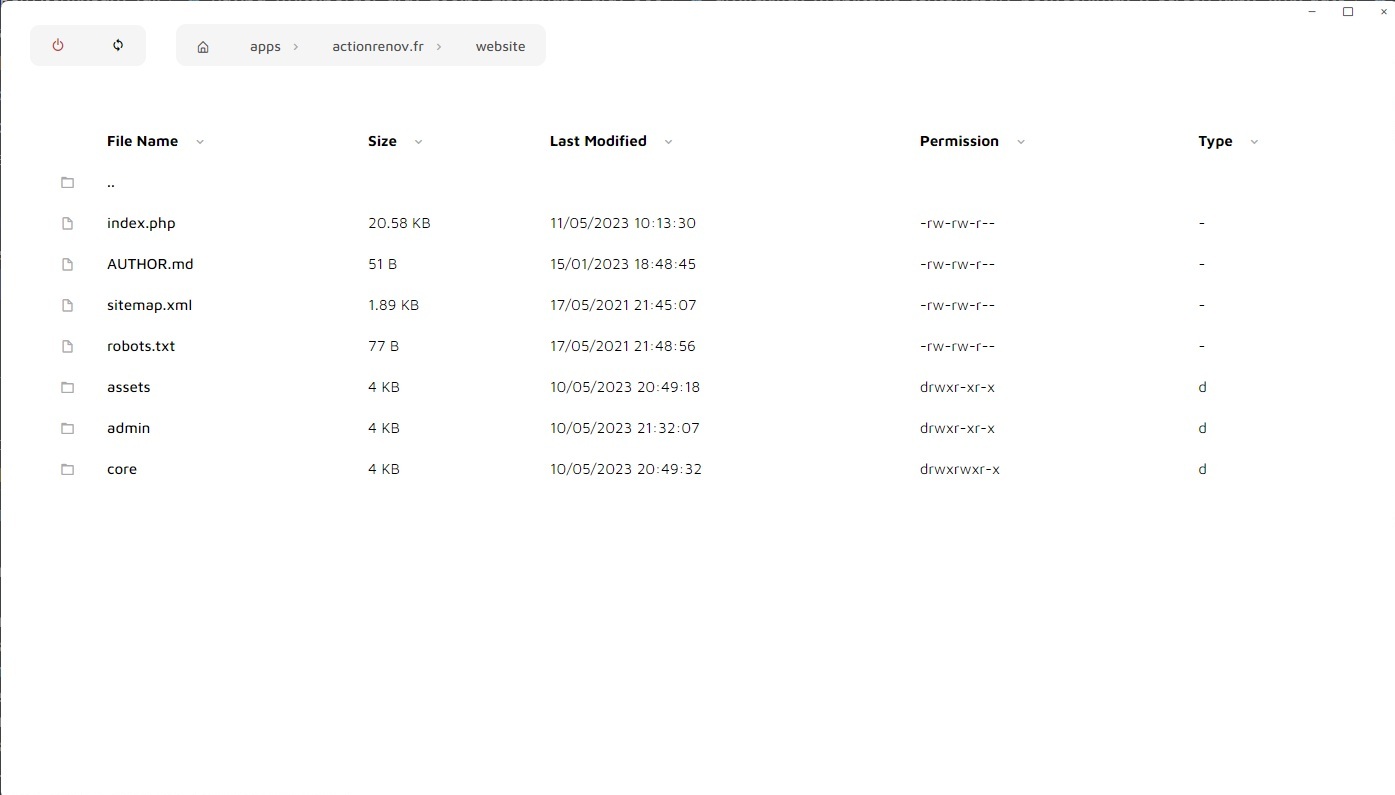 apps > actionrenov.fr > website
File Name Size Last Modified Permission Type
..
index.php 20.58 KB 11/05/2023 10:13:30 -rw-rw-r-- -
AUTHOR.md 51 B 15/01/2023 18:48:45 -rw-rw-r-- -
sitemap.xml 1.89 KB 17/05/2021 21:45:07 -rw-rw-r-- -
robots.txt 77 B 17/05/2021 21:48:56 -rw-rw-r-- -
assets 4 KB 10/05/2023 20:49:18 drwxr-xr-x d
admin 4 KB 10/05/2023 21:32:07 drwxr-xr-x d
core 4 KB 10/05/2023 20:49:32 drwxrwxr-x d